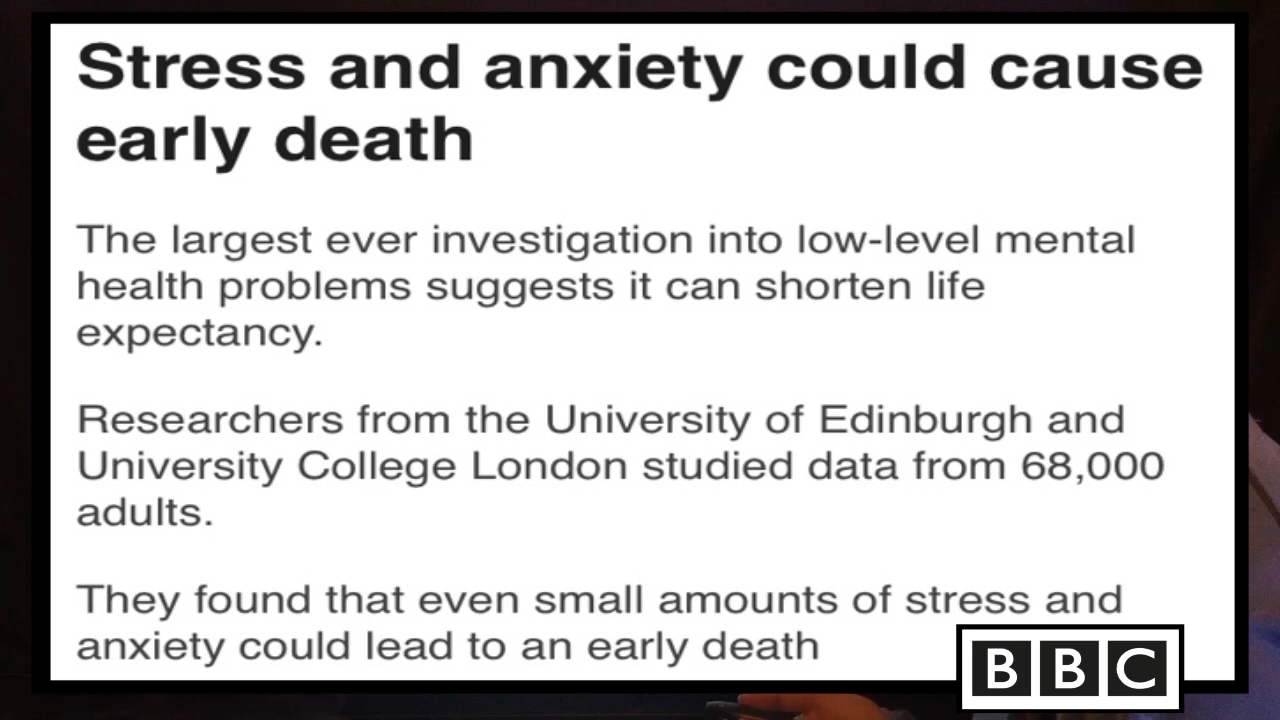 Stress and anxiety could cause
early death
The largest ever investigation into low-level mental
health problems suggests it can shorten life
expectancy.
Researchers from the University of Edinburgh and
University College London studied data from 68,000
adults.
They found that even small amounts of stress and
anxiety could lead to an early death
BBC